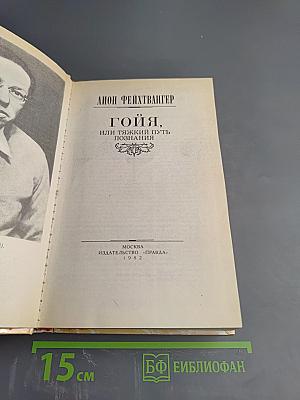 ЛИОН ФЕЙХТВАНГЕР
ГОЙЯ,
ИЛИ ТЯЖКИЙ ПУТЬ
ПОЗНАНИЯ
МОСКВА
ИЗДАТЕЛЬСТВО «ПРАВДА»
1982
15 см
БФ БИБЛИОФАН